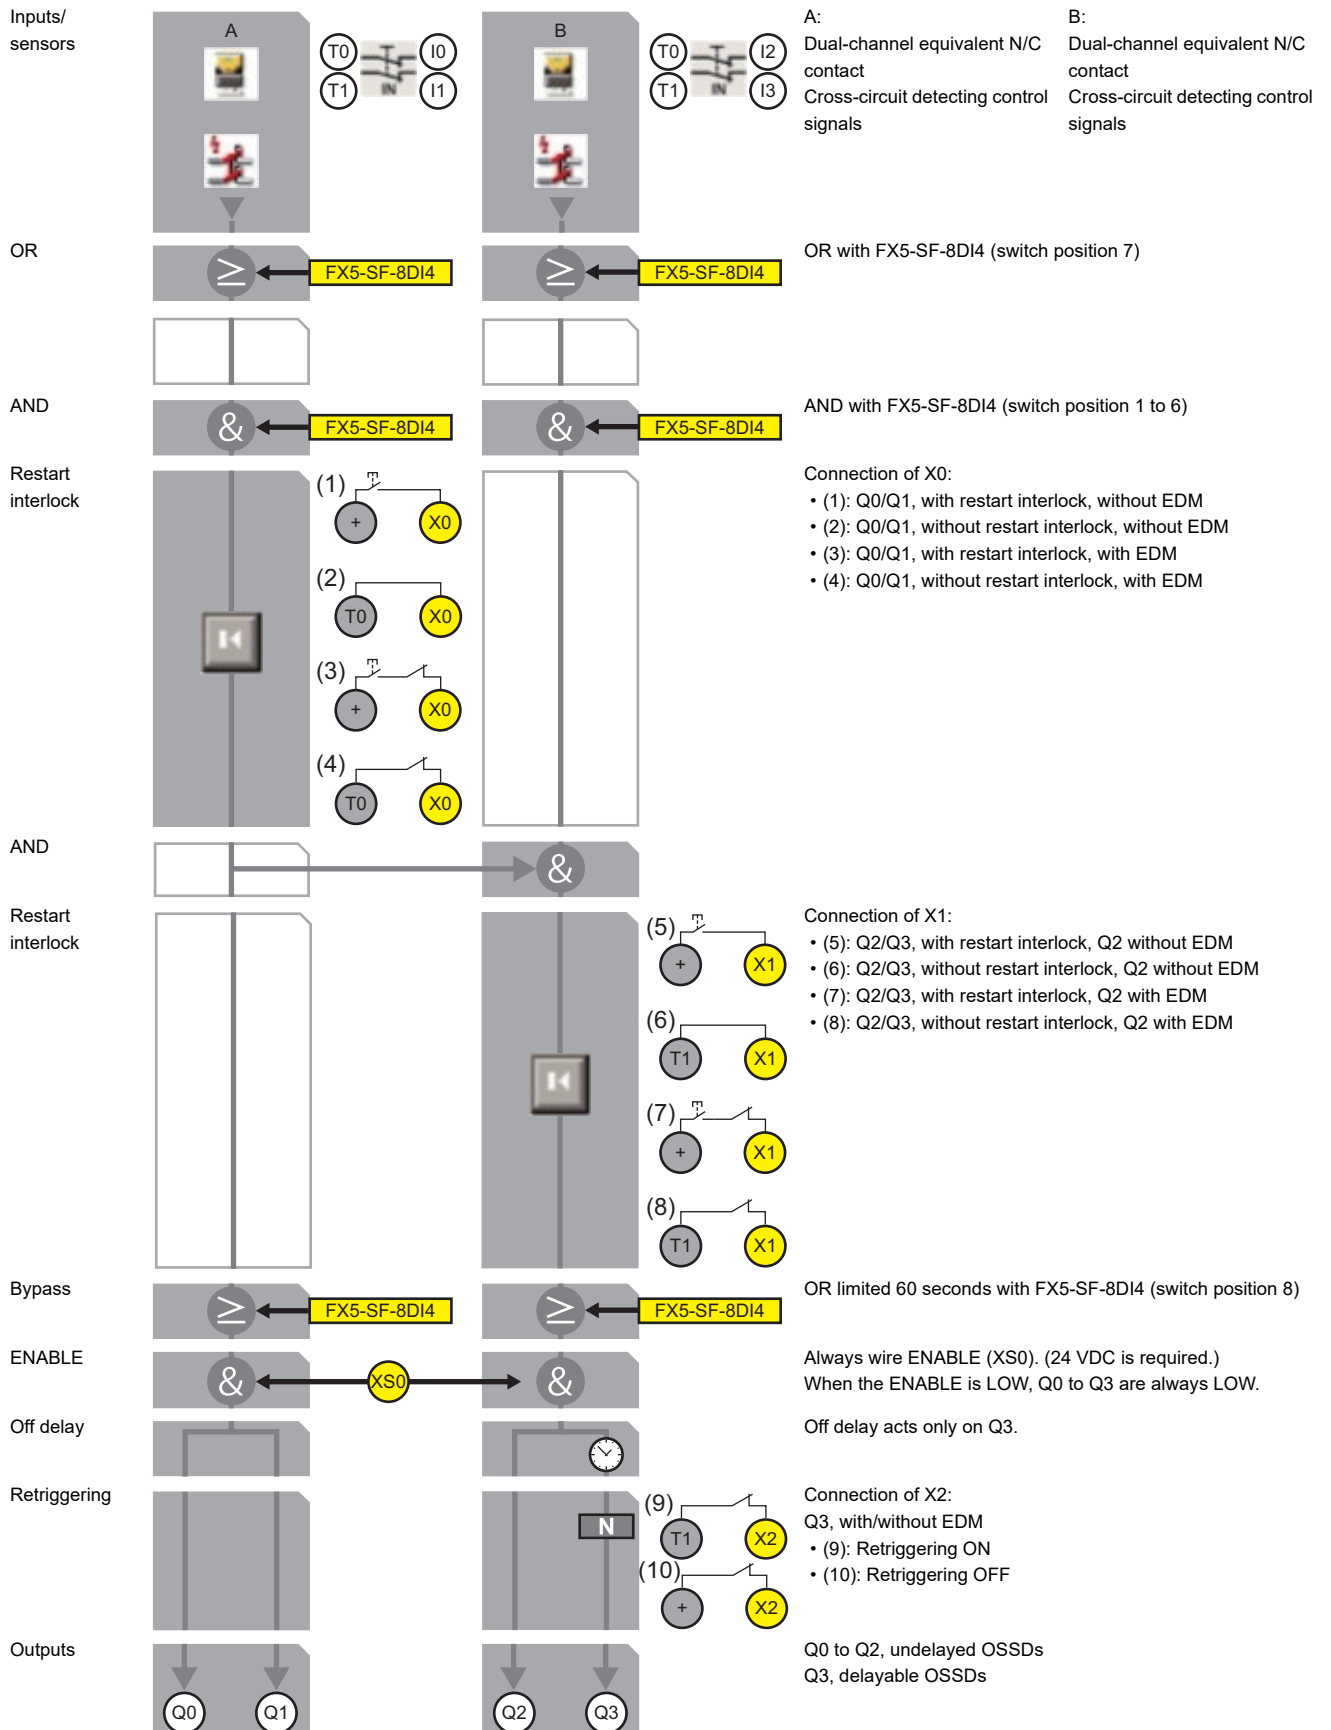 Inputs/
sensors
A
T0
I0
T1
IN
I1
B
T0
I2
T1
IN
I3
A:
Dual-channel equivalent N/C
contact
Cross-circuit detecting control
signals
B:
Dual-channel equivalent N/C
contact
Cross-circuit detecting control
signals
OR
≥
FX5-SF-8DI4
≥
FX5-SF-8DI4
OR with FX5-SF-8DI4 (switch position 7)
AND
&
FX5-SF-8DI4
&
FX5-SF-8DI4
AND with FX5-SF-8DI4 (switch position 1 to 6)
Restart
interlock
(1)
+
X0
(2)
T0
X0
(3)
+
X0
(4)
T0
X0
Connection of X0:
• (1): Q0/Q1, with restart interlock, without EDM
• (2): Q0/Q1, without restart interlock, without EDM
• (3): Q0/Q1, with restart interlock, with EDM
• (4): Q0/Q1, without restart interlock, with EDM
AND
&
Restart
interlock
(5)
+
X1
(6)
T1
X1
(7)
+
X1
(8)
T1
X1
Connection of X1:
• (5): Q2/Q3, with restart interlock, Q2 without EDM
• (6): Q2/Q3, without restart interlock, Q2 without EDM
• (7): Q2/Q3, with restart interlock, Q2 with EDM
• (8): Q2/Q3, without restart interlock, Q2 with EDM
Bypass
≥
FX5-SF-8DI4
≥
FX5-SF-8DI4
OR limited 60 seconds with FX5-SF-8DI4 (switch position 8)
ENABLE
&
XS0
&
Always wire ENABLE (XS0). (24 VDC is required.)
When the ENABLE is LOW, Q0 to Q3 are always LOW.
Off delay
Off delay acts only on Q3.
Retriggering
N
(9)
T1
X2
(10)
+
X2
Connection of X2:
Q3, with/without EDM
• (9): Retriggering ON
• (10): Retriggering OFF
Outputs
Q0
Q1
Q2
Q3
Q0 to Q2, undelayed OSSDs
Q3, delayable OSSDs